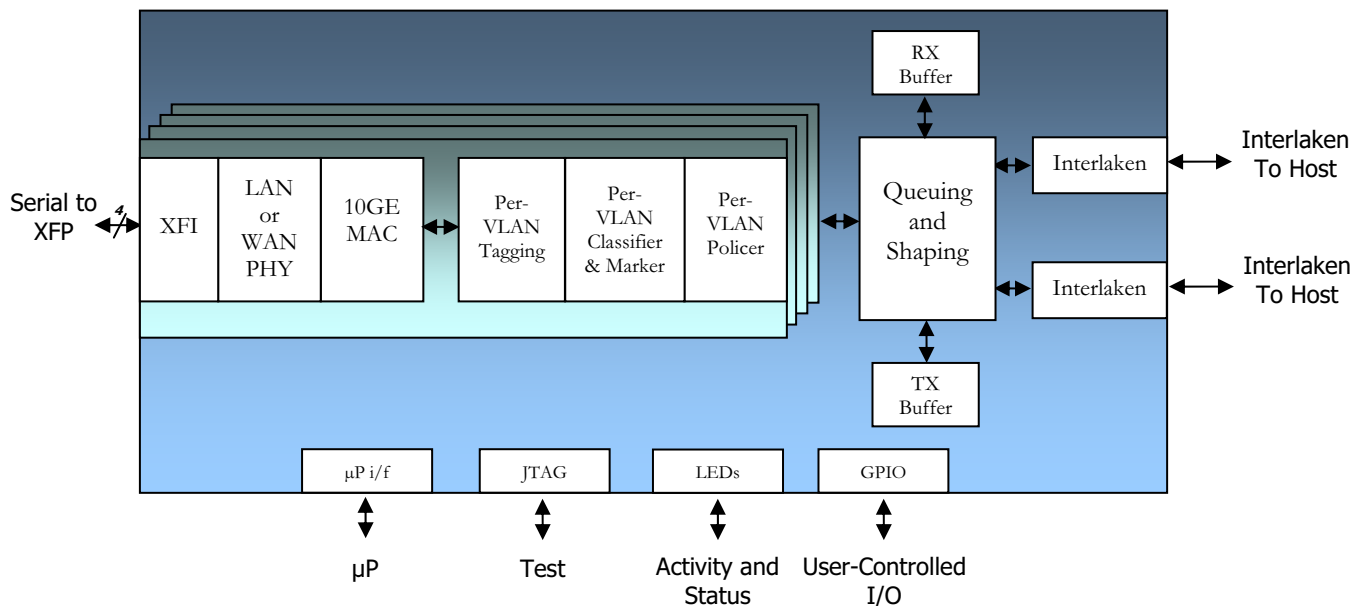 RX
Buffer
Serial to
XFP
4
XFI
LAN
or
WAN
PHY
10GE
MAC
Per-
VLAN
Tagging
Per-
VLAN
Classifier
& Marker
Per-
VLAN
Policer
Queuing
and
Shaping
Interlaken
Interlaken
To Host
Interlaken
Interlaken
To Host
TX
Buffer
µP i/f
JTAG
LEDs
GPIO
µP
Test
Activity and
Status
User-Controlled
I/O